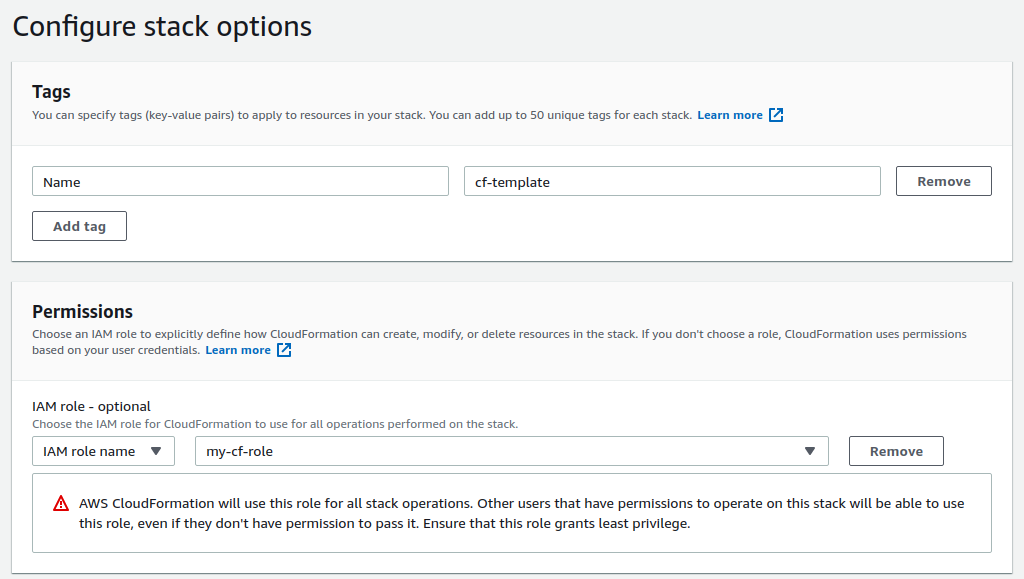 Configure stack options
Tags
You can specify tags (key-value pairs) to apply to resources in your stack. You can add up to 50 unique tags for each stack. Learn more
Name cf-template Remove
Add tag
Permissions
Choose an IAM role to explicitly define how CloudFormation can create, modify, or delete resources in the stack. If you don't choose a role, CloudFormation uses permissions
based on your user credentials. Learn more
IAM role - optional
Choose the IAM role for CloudFormation to use for all operations performed on the stack.
IAM role name my-cf-role Remove
AWS CloudFormation will use this role for all stack operations. Other users that have permissions to operate on this stack will be able to use
this role, even if they don't have permission to pass it. Ensure that this role grants least privilege.